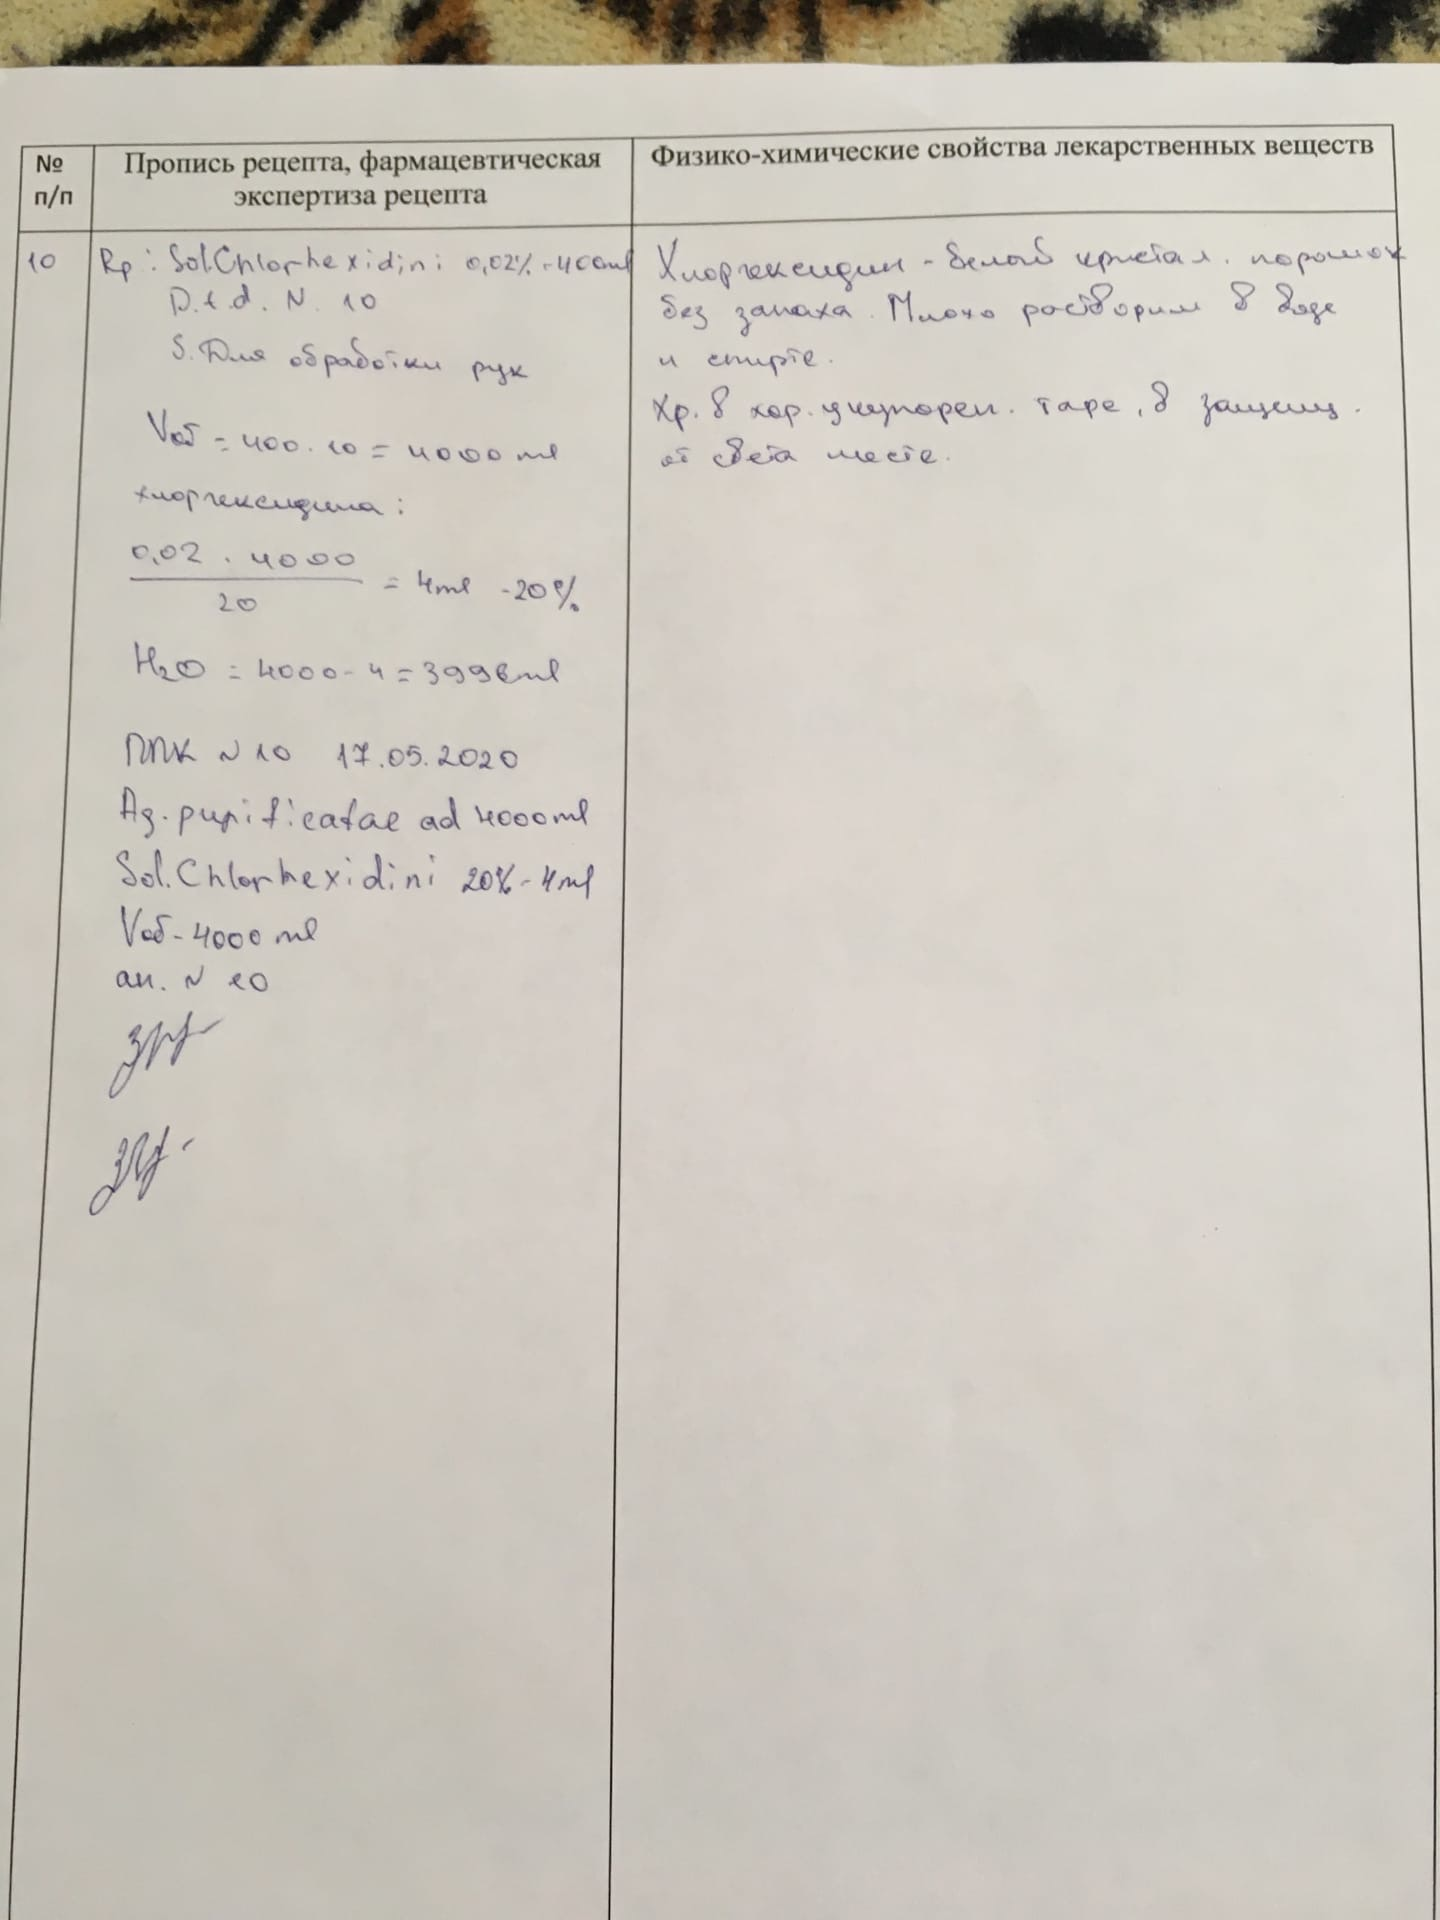 №
п/п
Пропись рецепта, фармацевтическая
экспертиза рецепта
Физико-химические свойства лекарственных веществ
10
Rp: Sol.Chlorhexidini 0,02% - 400ml
D.t.d. N. 10
S. Для обработки рук
Vоб = 400 · 10 = 4000 ml
хлоргексидина:
0,02 · 4000
20
= 4ml - 20%
H₂O = 4000 - 4 = 3996ml
ППК N 10 17.05.2020
Aq. purificatae ad 4000ml
Sol. Chlorhexidini 20% - 4ml
Vоб - 4000 ml
ан. N 10
Хлоргексидин - белый кристал. порошок
без запаха. Плохо растворим в воде
и спирте.
Хр. в хор. укупорен. таре, в защищ.
от света месте.